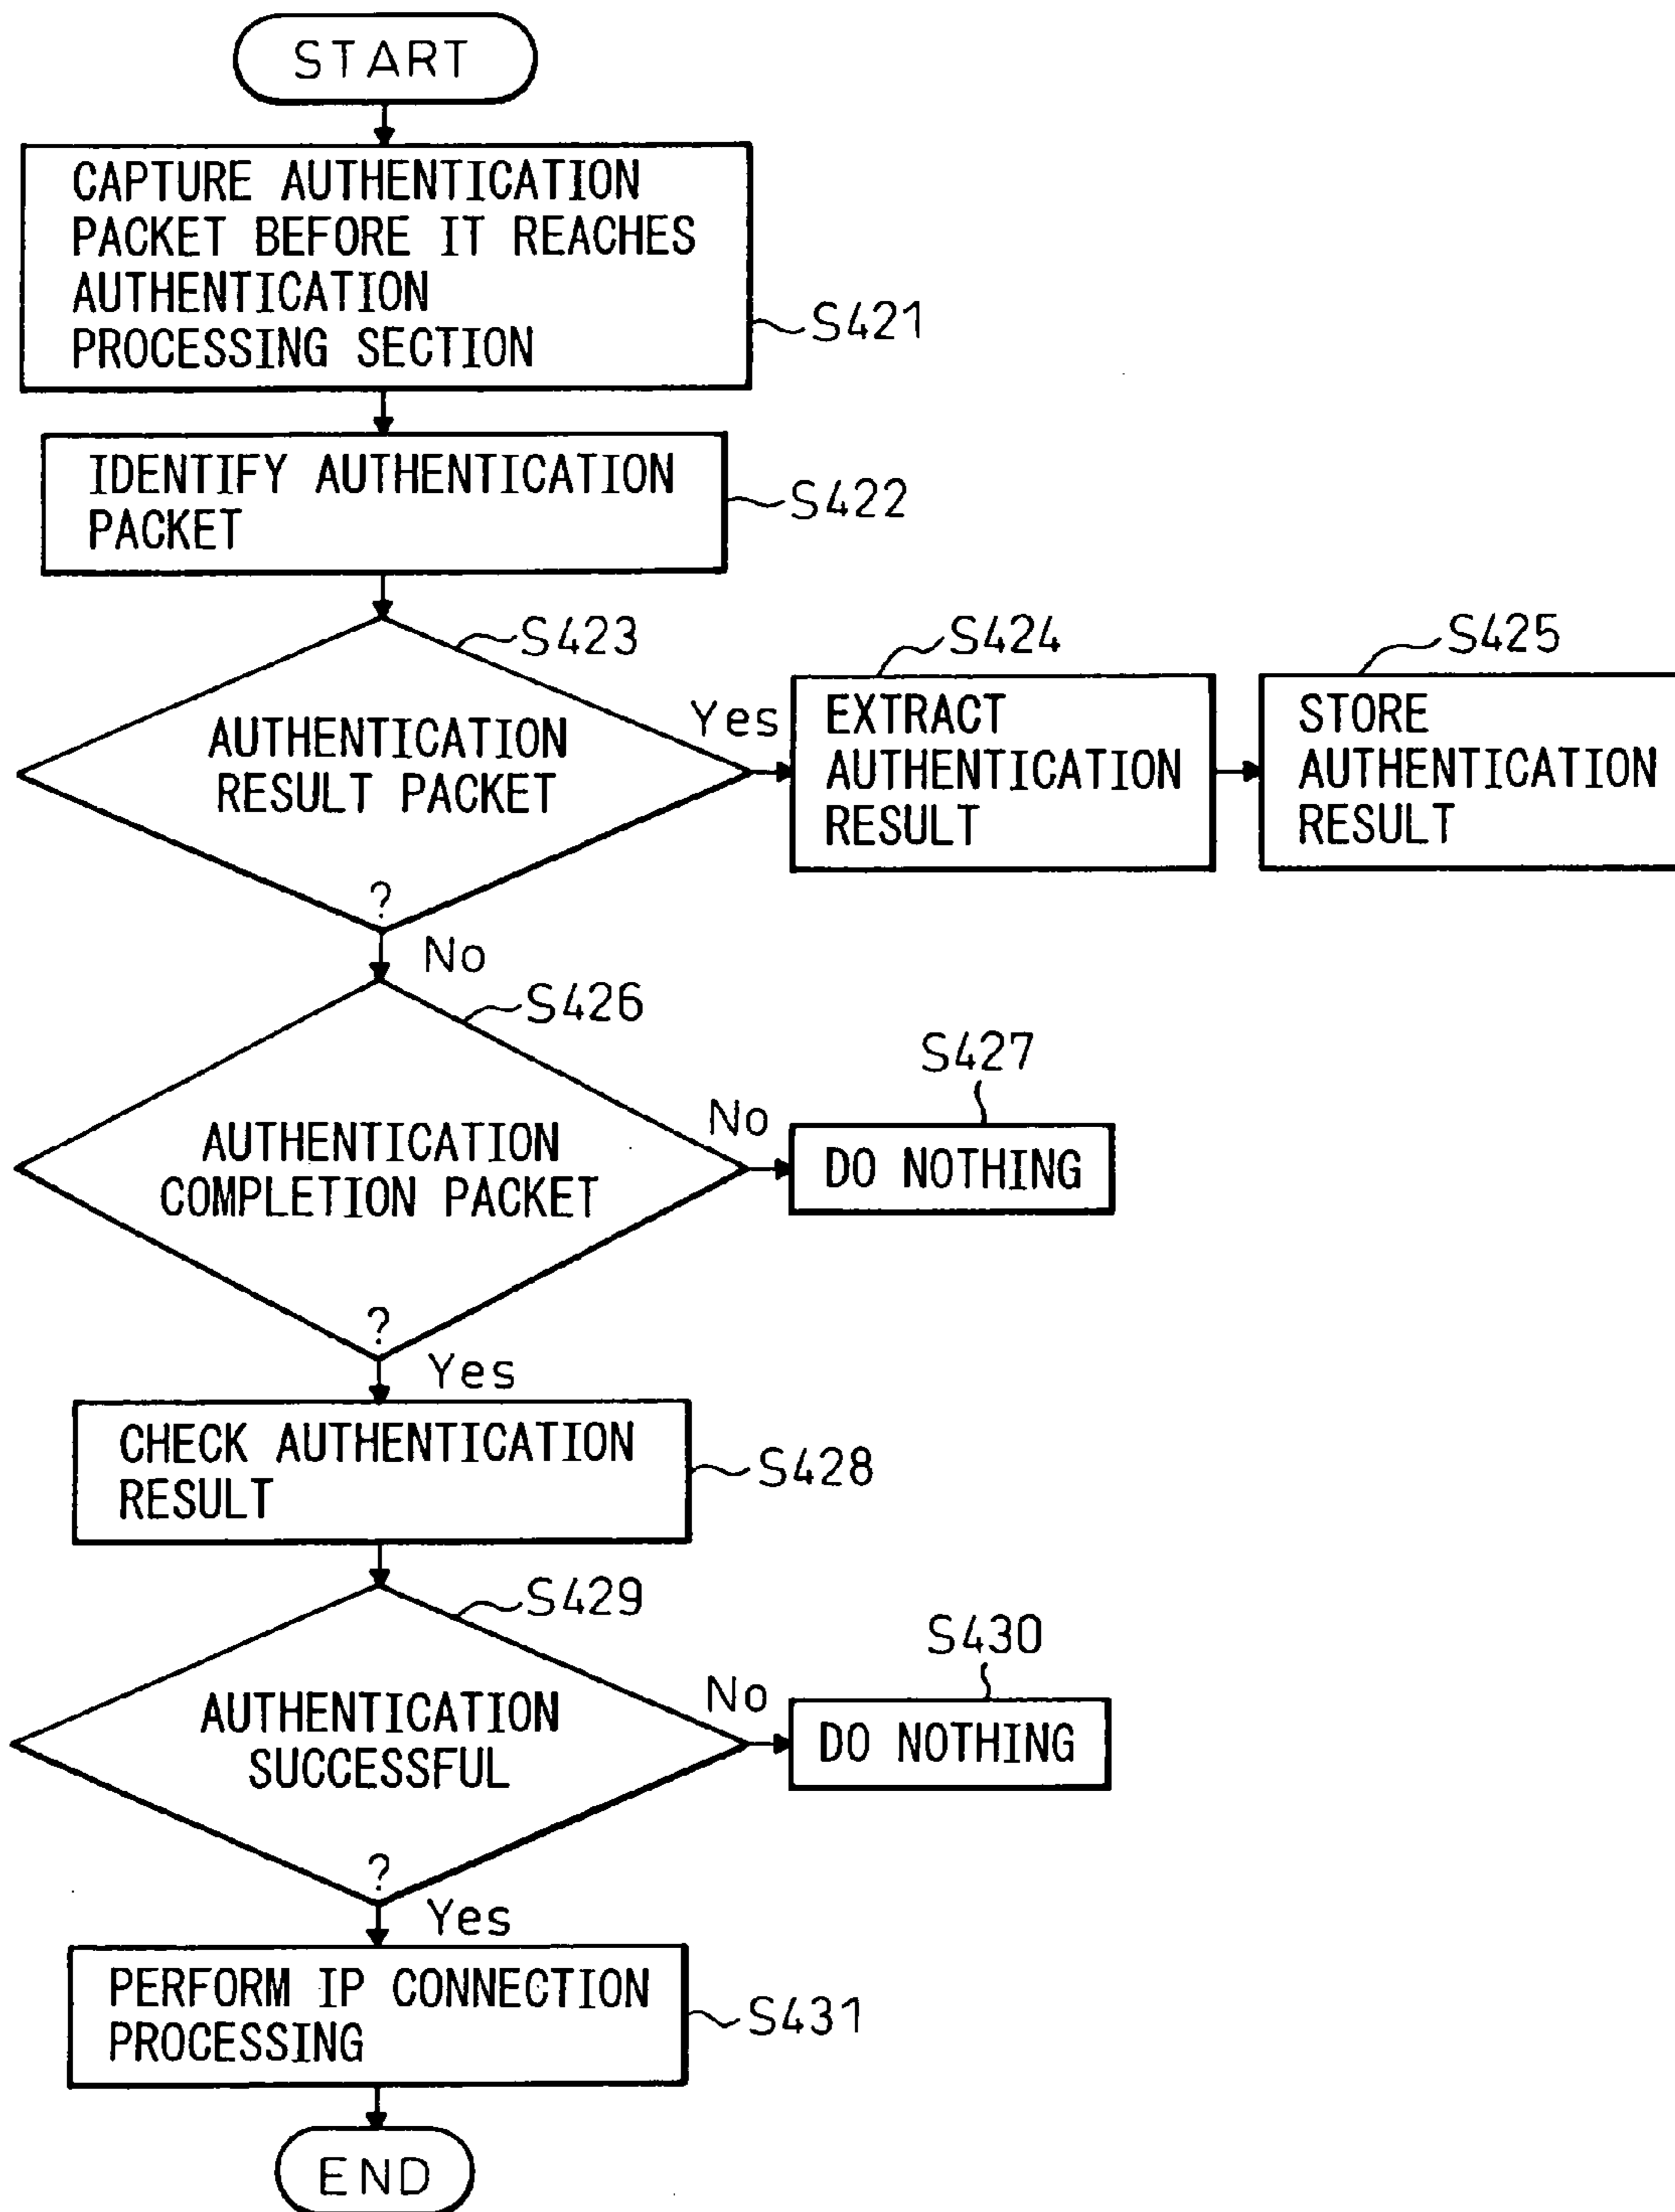 START
CAPTURE AUTHENTICATION
PACKET BEFORE IT REACHES
AUTHENTICATION
PROCESSING SECTION
S421
IDENTIFY AUTHENTICATION
PACKET
S422
S423
AUTHENTICATION
RESULT PACKET
?
Yes
No
S424
EXTRACT
AUTHENTICATION
RESULT
S425
STORE
AUTHENTICATION
RESULT
S426
AUTHENTICATION
COMPLETION PACKET
?
No
Yes
S427
DO NOTHING
CHECK AUTHENTICATION
RESULT
S428
S429
AUTHENTICATION
SUCCESSFUL
?
No
Yes
S430
DO NOTHING
PERFORM IP CONNECTION
PROCESSING
S431
END